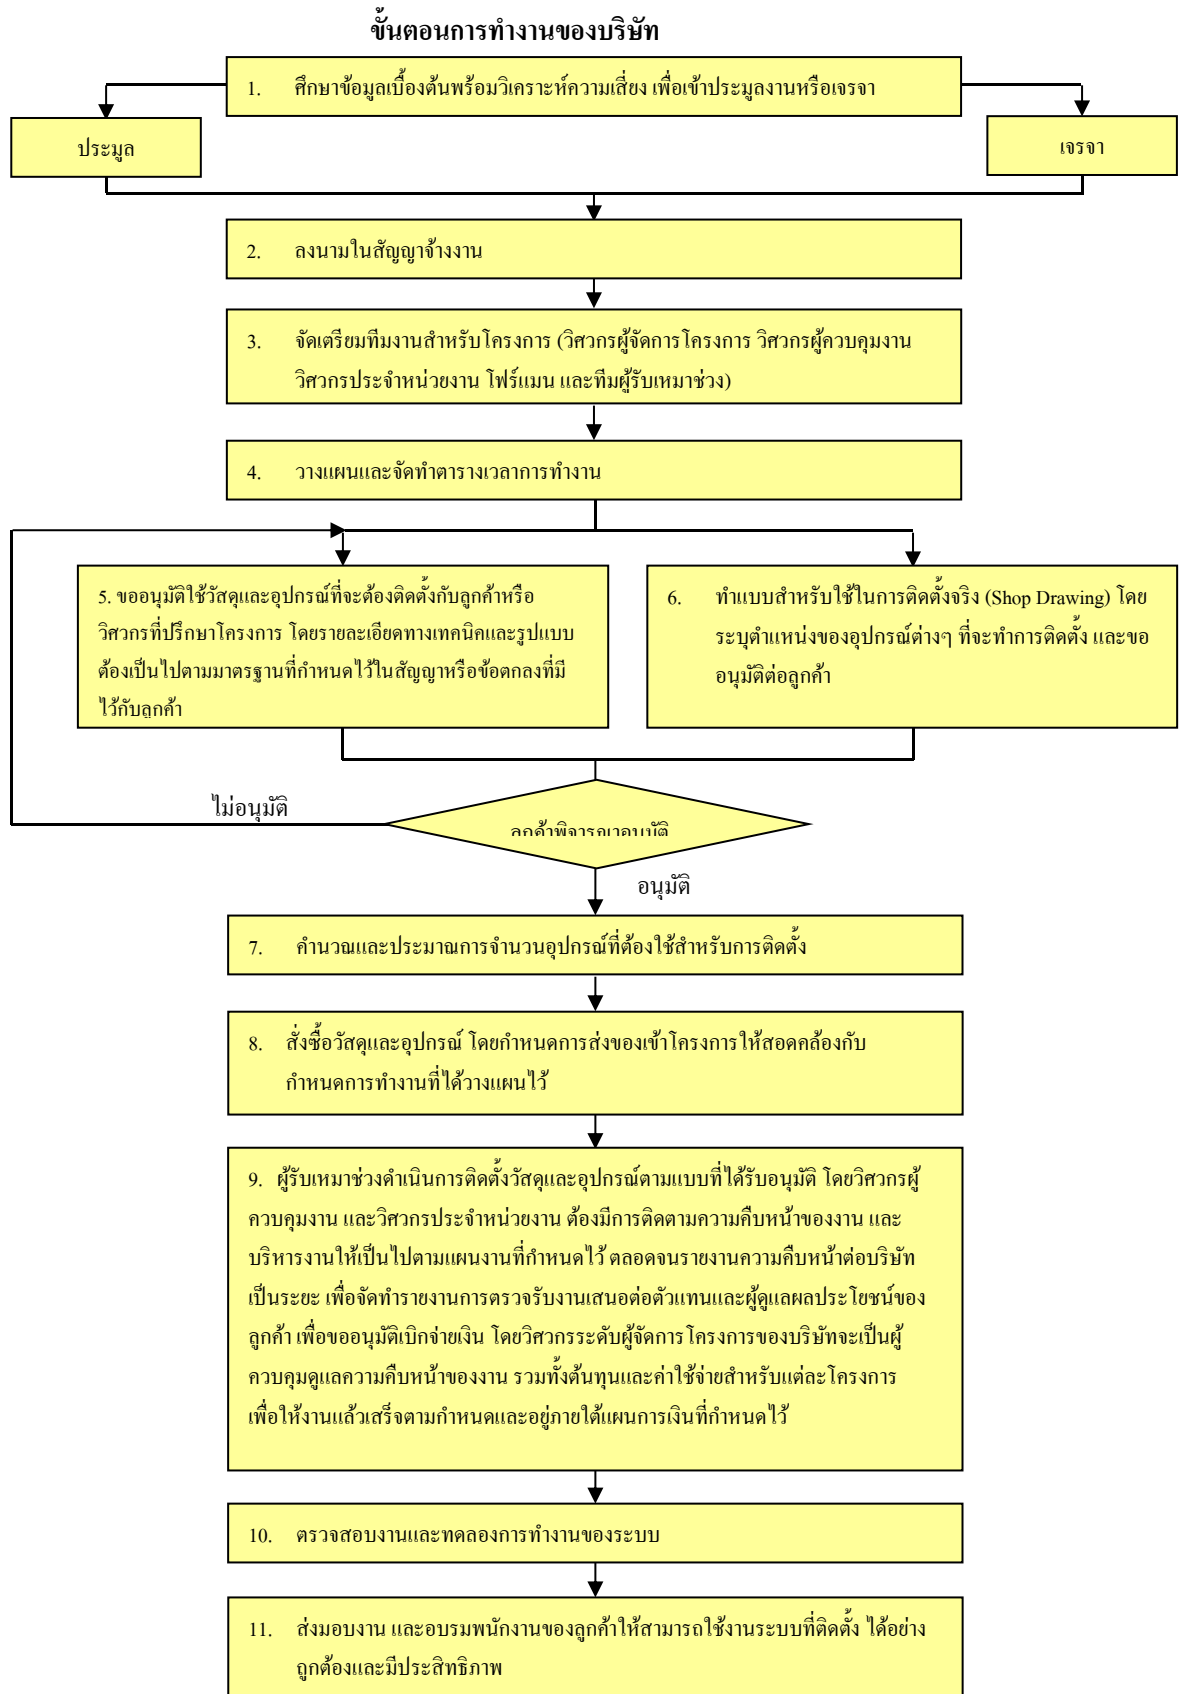 ขั้นตอนการทำงานของบริษัท
1. ศึกษาข้อมูลเบื้องต้นพร้อมวิเคราะห์ความเสี่ยง เพื่อเข้าประมูลงานหรือเจรจา
ประมูล
เจรจา
2. ลงนามในสัญญาจ้างงาน
3. จัดเตรียมทีมงานสำหรับโครงการ (วิศวกรผู้จัดการโครงการ วิศวกรผู้ควบคุมงาน
วิศวกรประจำหน่วยงาน โฟร์แมน และทีมผู้รับเหมาช่วง)
4. วางแผนและจัดทำตารางเวลาการทำงาน
5. ขออนุมัติใช้วัสดุและอุปกรณ์ที่จะต้องติดตั้งกับลูกค้าหรือ
วิศวกรที่ปรึกษาโครงการ โดยรายละเอียดทางเทคนิคและรูปแบบ
ต้องเป็นไปตามมาตรฐานที่กำหนดไว้ในสัญญาหรือข้อตกลงที่มี
ไว้กับลูกค้า
6. ทำแบบสำหรับใช้ในการติดตั้งจริง (Shop Drawing) โดย
ระบุตำแหน่งของอุปกรณ์ต่างๆ ที่จะทำการติดตั้ง และขอ
อนุมัติต่อลูกค้า
ไม่อนุมัติ
ลูกค้าพิจารณาอนุมัติ
อนุมัติ
7. คำนวณและประมาณการจำนวนอุปกรณ์ที่ต้องใช้สำหรับการติดตั้ง
8. สั่งซื้อวัสดุและอุปกรณ์ โดยกำหนดการส่งของเข้าโครงการให้สอดคล้องกับ
กำหนดการทำงานที่ได้วางแผนไว้
9. ผู้รับเหมาช่วงดำเนินการติดตั้งวัสดุและอุปกรณ์ตามแบบที่ได้รับอนุมัติ โดยวิศวกรผู้
ควบคุมงาน และวิศวกรประจำหน่วยงาน ต้องมีการติดตามความคืบหน้าของงาน และ
บริหารงานให้เป็นไปตามแผนงานที่กำหนดไว้ ตลอดจนรายงานความคืบหน้าต่อบริษัท
เป็นระยะ เพื่อจัดทำรายงานการตรวจรับงานเสนอต่อตัวแทนและผู้ดูแลผลประโยชน์ของ
ลูกค้า เพื่อขออนุมัติเบิกจ่ายเงิน โดยวิศวกรระดับผู้จัดการโครงการของบริษัทจะเป็นผู้
ควบคุมดูแลความคืบหน้าของงาน รวมทั้งต้นทุนและค่าใช้จ่ายสำหรับแต่ละโครงการ
เพื่อให้งานแล้วเสร็จตามกำหนดและอยู่ภายใต้แผนการเงินที่กำหนดไว้
10. ตรวจสอบงานและทดลองการทำงานของระบบ
11. ส่งมอบงาน และอบรมพนักงานของลูกค้าให้สามารถใช้งานระบบที่ติดตั้ง ได้อย่าง
ถูกต้องและมีประสิทธิภาพ